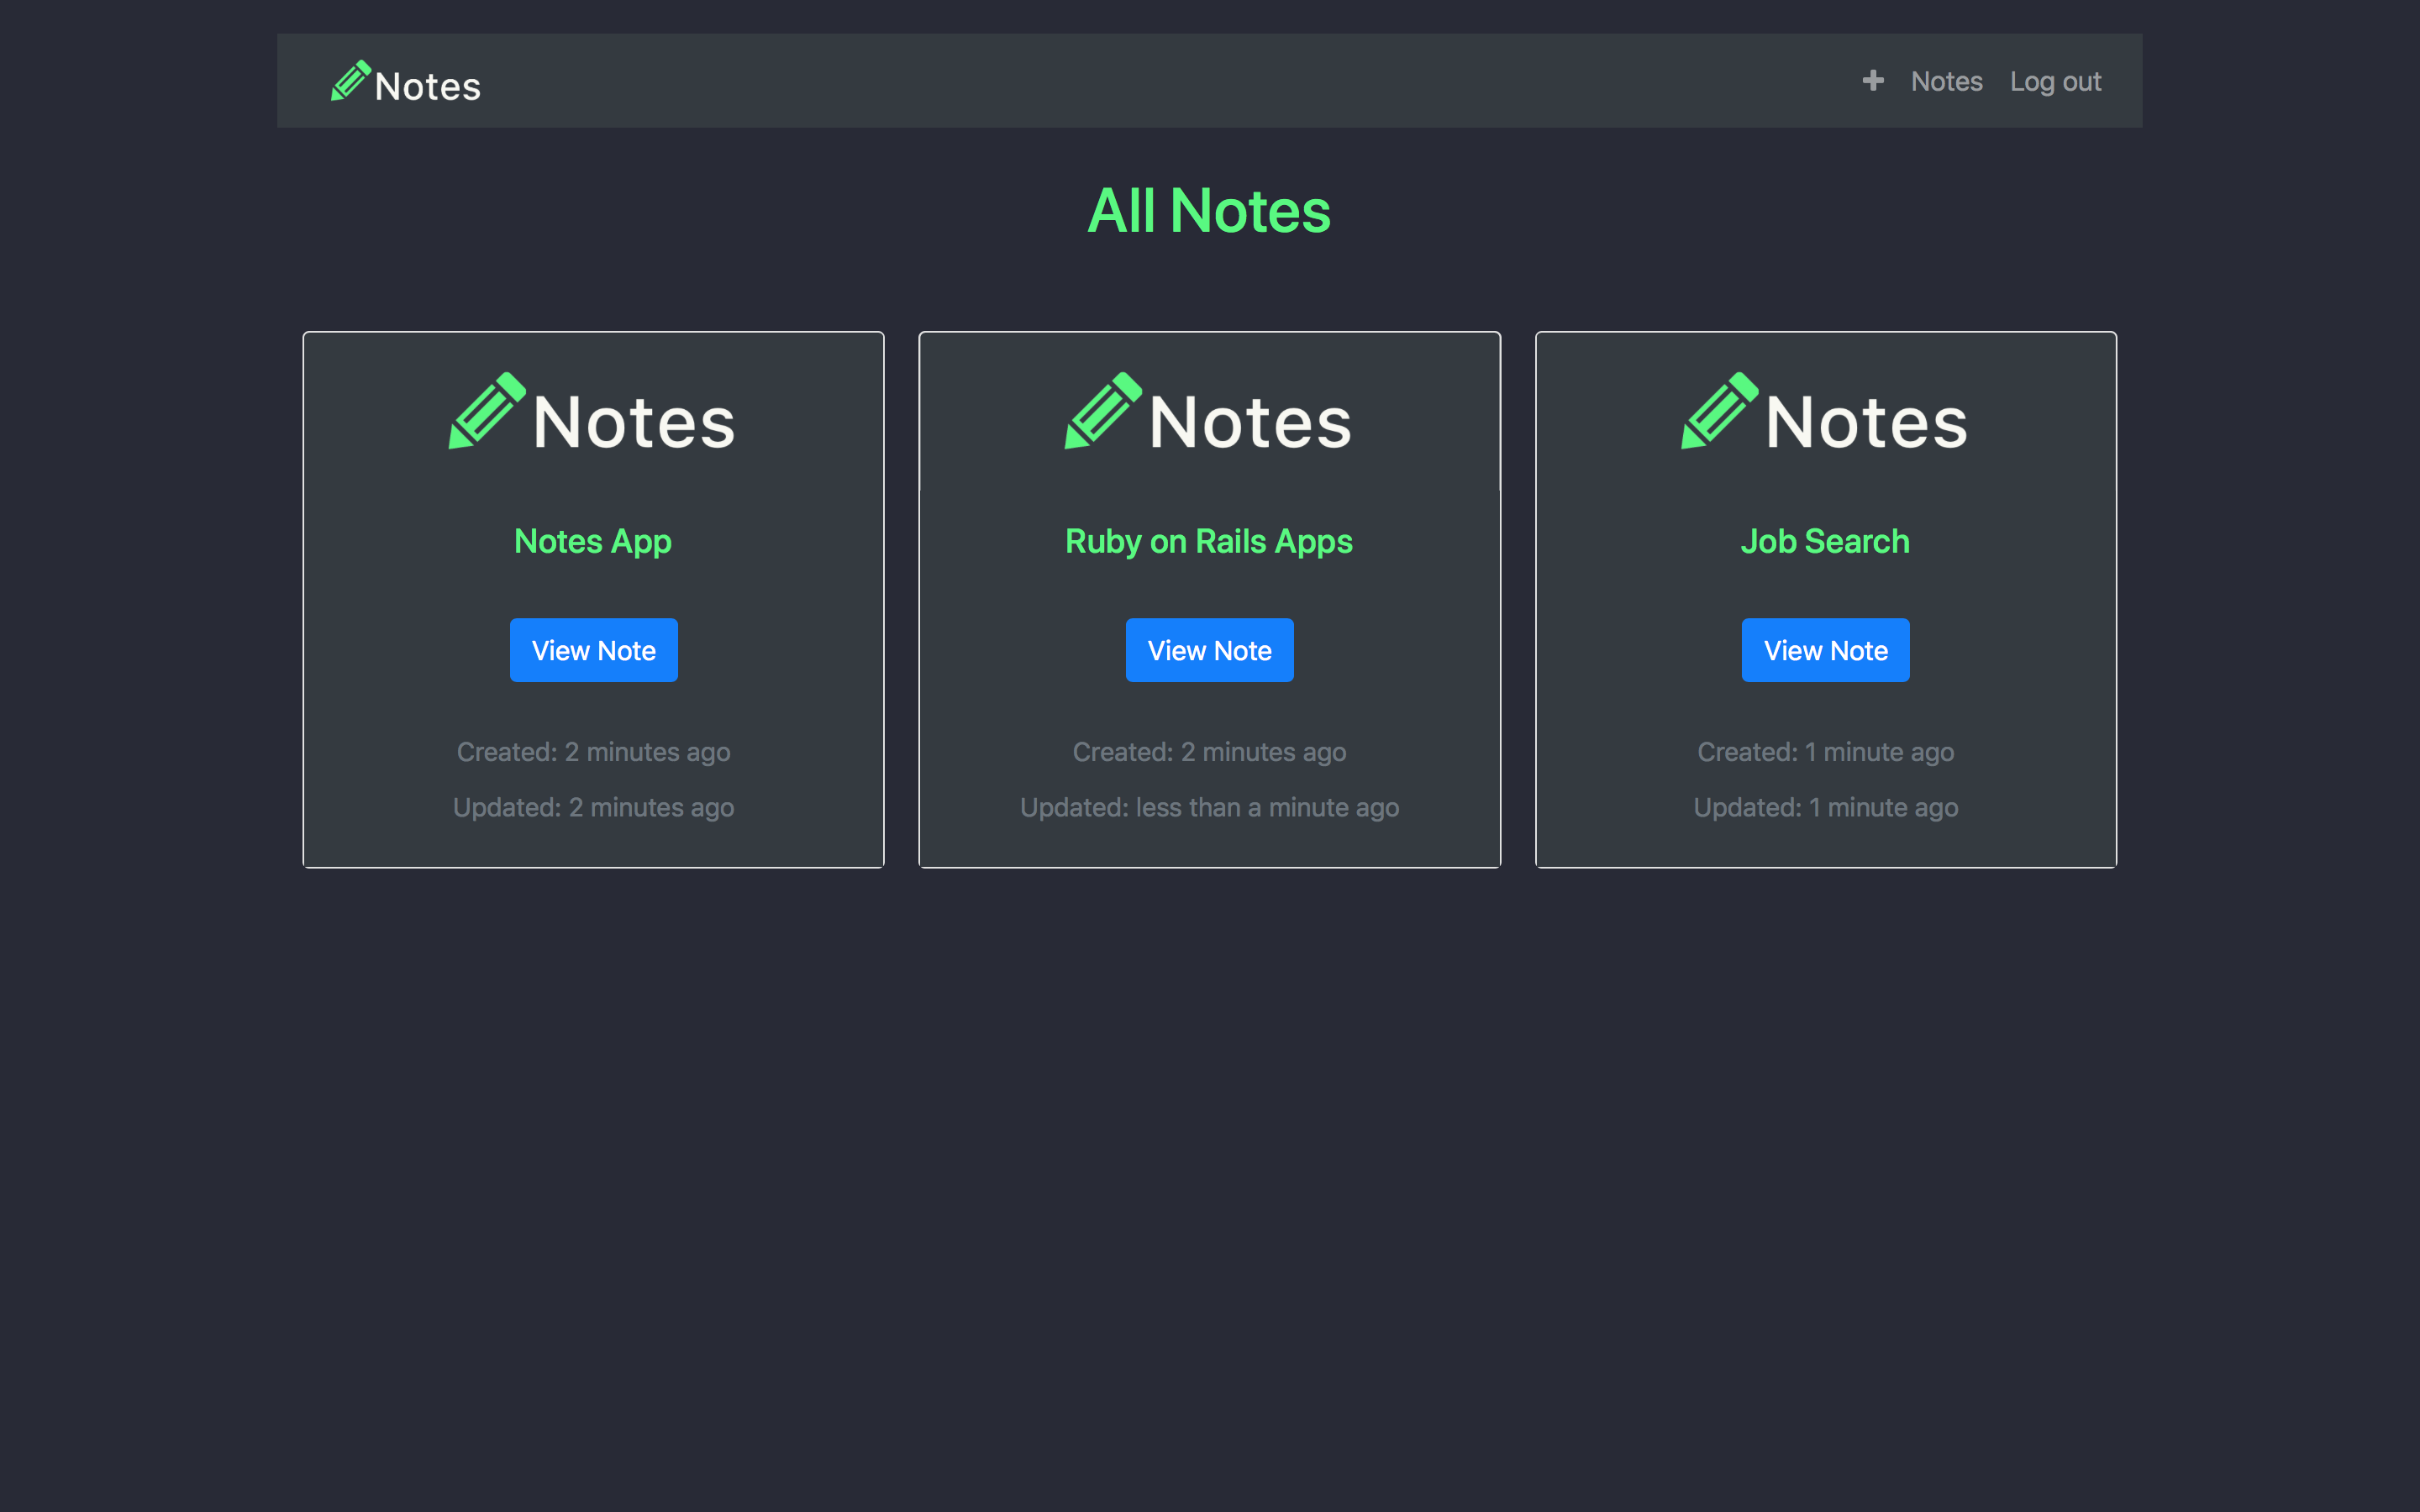 Notes
Notes Log out
All Notes
Notes
Notes App
View Note
Created: 2 minutes ago
Updated: 2 minutes ago
Notes
Ruby on Rails Apps
View Note
Created: 2 minutes ago
Updated: less than a minute ago
Notes
Job Search
View Note
Created: 1 minute ago
Updated: 1 minute ago